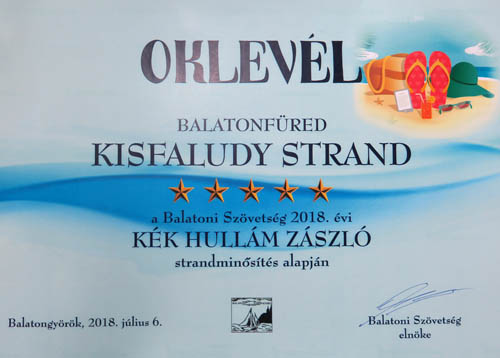 OKLEVÉL
BALATONFÜRED
KISFALUDY STRAND
a Balatoni Szövetség 2018. évi
KÉK HULLÁM ZÁSZLÓ
strandminősítés alapján
Balatongyörök, 2018. július 6.
Balatoni Szövetség
elnöke